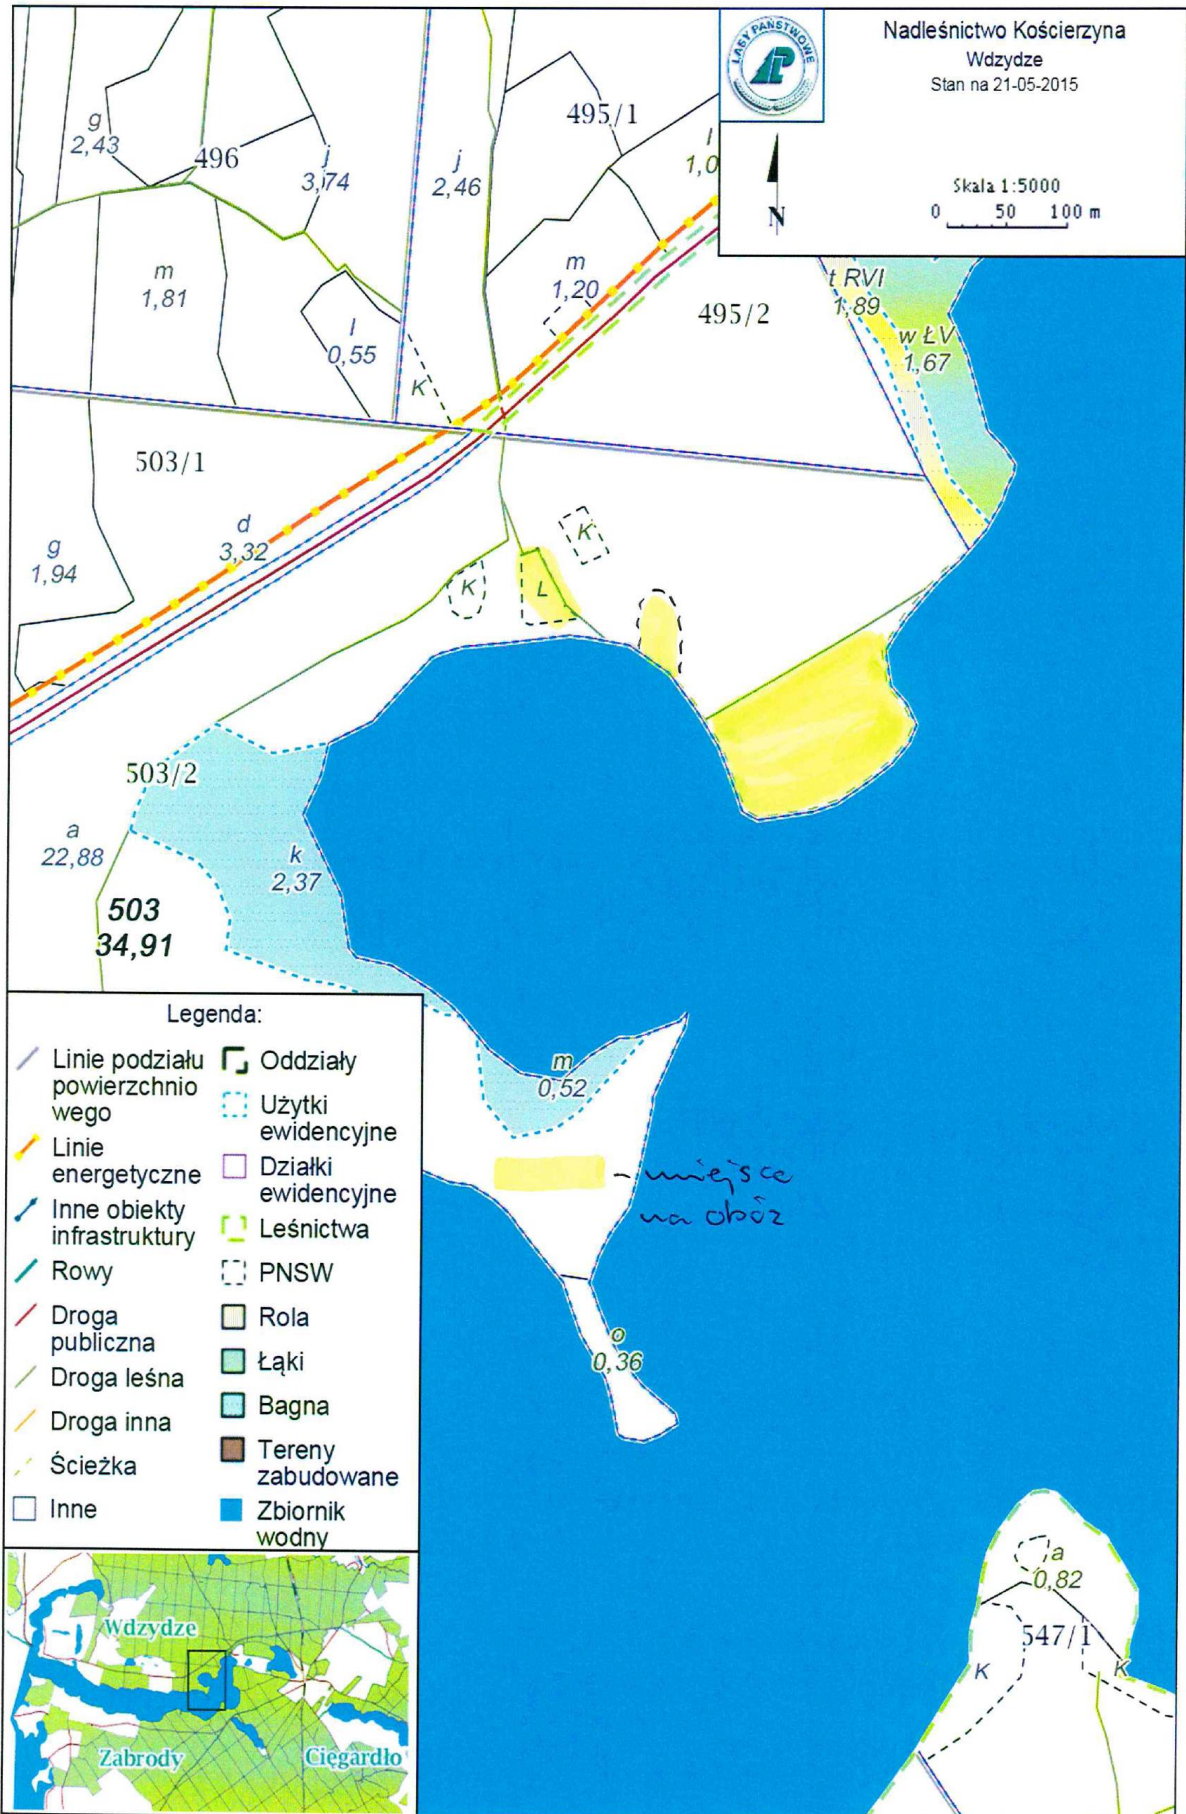 LASY PAŃSTWOWE
LP
Nadleśnictwo Kościerzyna
Wdzydze
Stan na 21-05-2015
N
Skala 1:5000
0 50 100 m
g
2,43
496
j
3,74
j
2,46
495/1
l
1,0
m
1,81
l
0,55
K
m
1,20
495/2
t RVI
1,89
w ŁV
1,67
503/1
d
3,32
g
1,94
K
K
L
503/2
a
22,88
k
2,37
503
34,91
m
0,52
- miejsce
na obóz
o
0,36
a
0,82
547/1
K
K
Legenda:
Linie podziału
powierzchnio
wego
Linie
energetyczne
Inne obiekty
infrastruktury
Rowy
Droga
publiczna
Droga leśna
Droga inna
Ścieżka
Inne
Oddziały
Użytki
ewidencyjne
Działki
ewidencyjne
Leśnictwa
PNSW
Rola
Łąki
Bagna
Tereny
zabudowane
Zbiornik
wodny
Wdzydze
Zabrody
Cięgardło